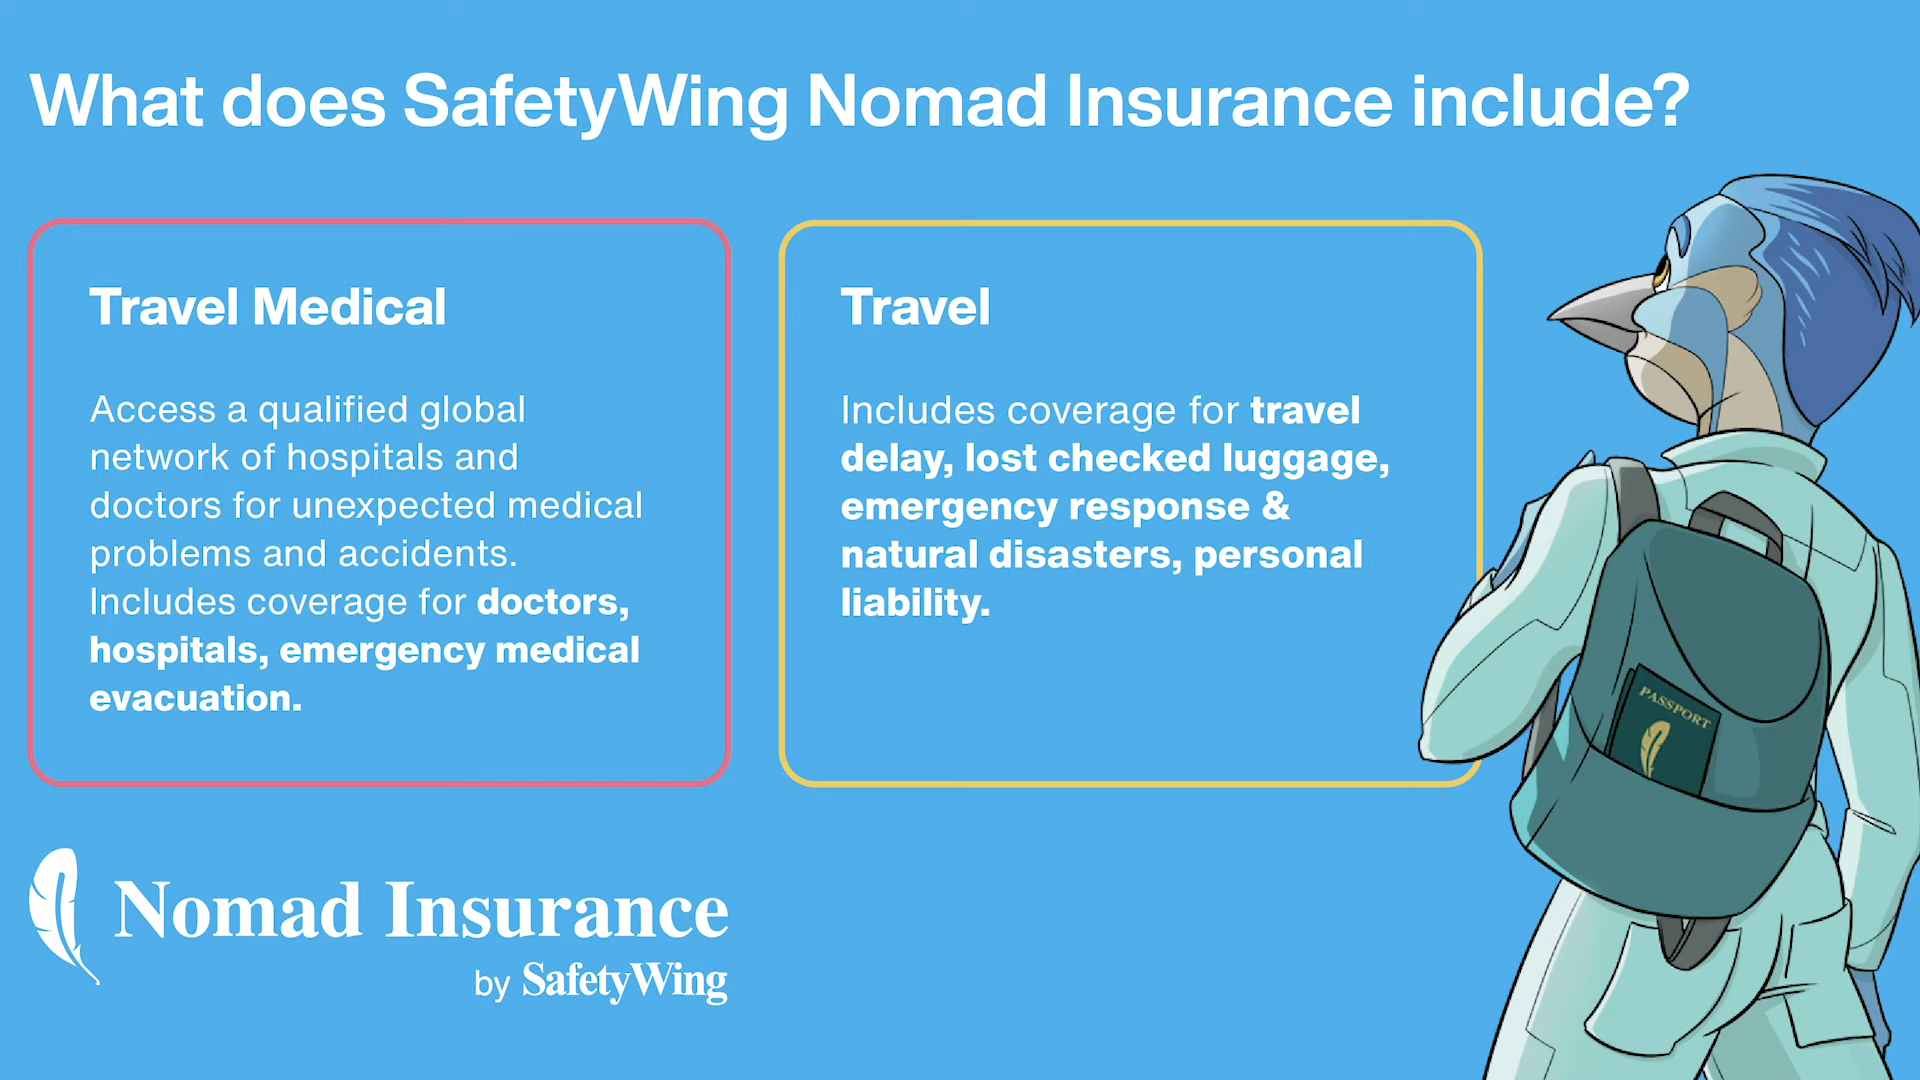 What does SafetyWing Nomad Insurance include?
Travel Medical
Access a qualified global
network of hospitals and
doctors for unexpected medical
problems and accidents.
Includes coverage for doctors,
hospitals, emergency medical
evacuation.
Travel
Includes coverage for travel
delay, lost checked luggage,
emergency response &
natural disasters, personal
liability.
PASSPORT
Nomad Insurance
by SafetyWing